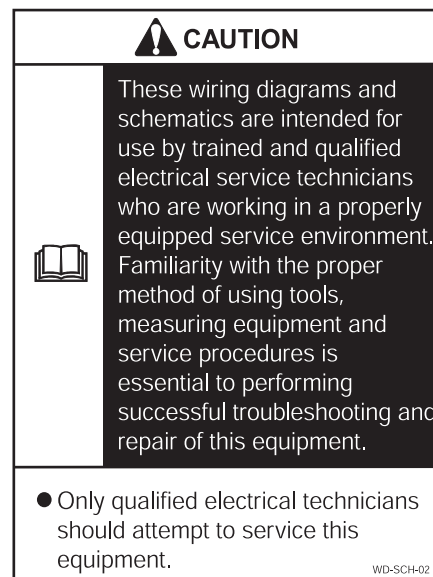 CAUTION
These wiring diagrams and
schematics are intended for
use by trained and qualified
electrical service technicians
who are working in a properly
equipped service environment.
Familiarity with the proper
method of using tools,
measuring equipment and
service procedures is
essential to performing
successful troubleshooting and
repair of this equipment.
● Only qualified electrical technicians
should attempt to service this
equipment.
WD-SCH-02